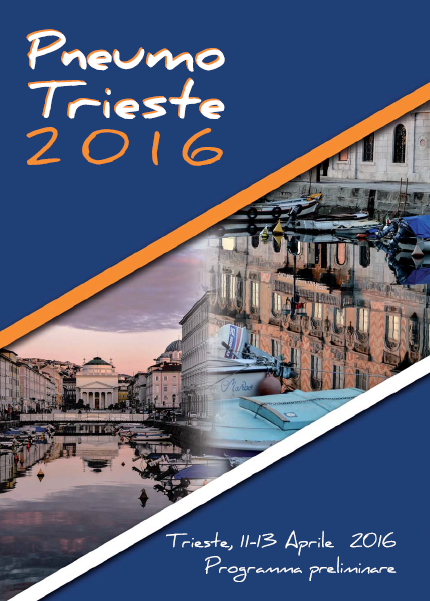 Pneumo
Trieste
2016
Trieste, 11-13 Aprile 2016
Programma preliminare